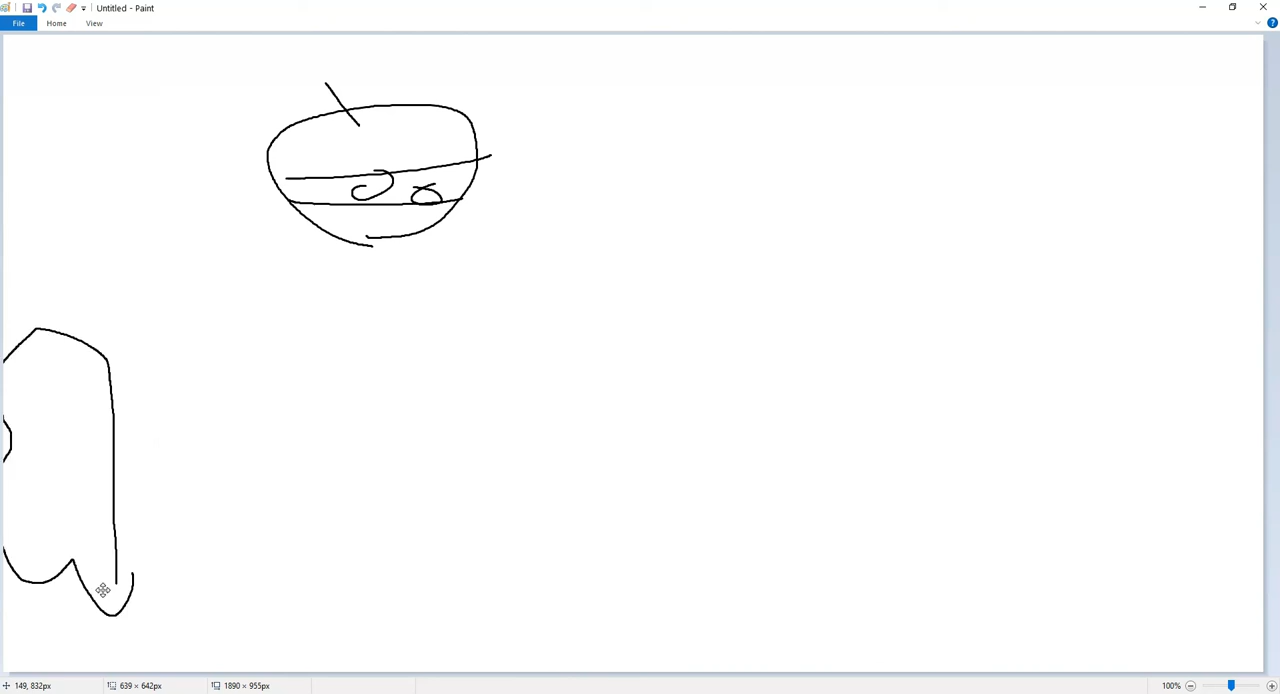 Untitled - Paint
File Home View
149, 832px 639 × 642px 1890 × 955px 100%